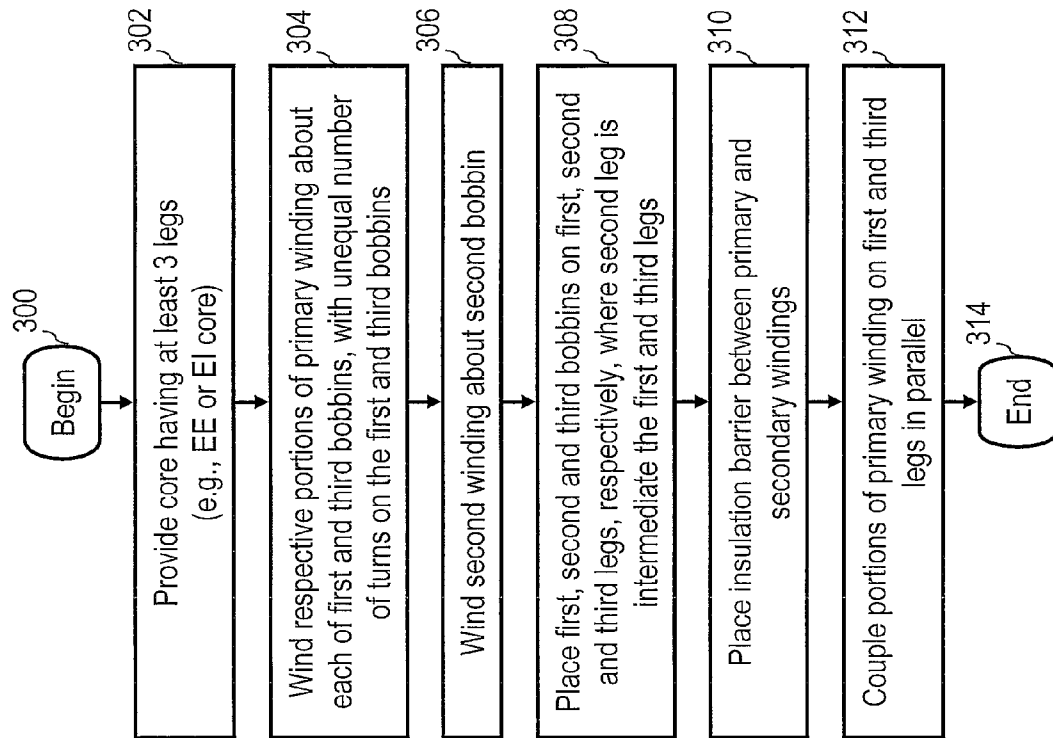 300
Begin
302
Provide core having at least 3 legs
(e.g., EE or EI core)
304
Wind respective portions of primary winding about
each of first and third bobbins, with unequal number
of turns on the first and third bobbins
306
Wind second winding about second bobbin
308
Place first, second and third bobbins on first, second
and third legs, respectively, where second leg is
intermediate the first and third legs
310
Place insulation barrier between primary and
secondary windings
312
Couple portions of primary winding on first and third
legs in parallel
314
End